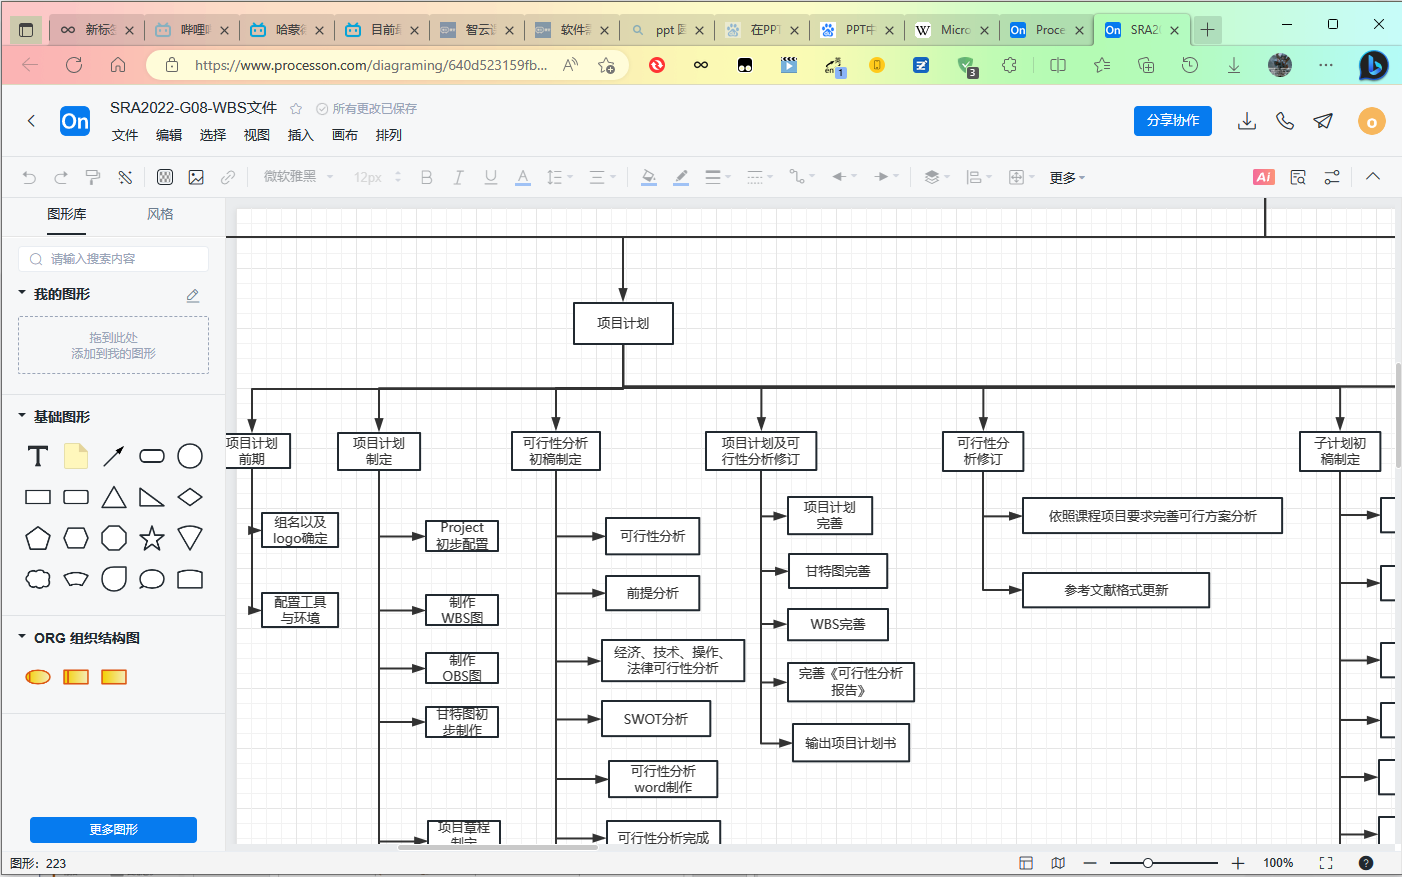 新标签
哔哩哔
哈蒙在
目前最
智云课
软件需
ppt 画
在PPT
PPT中
Micro
Proce
SRA20
https://www.processon.com/diagraming/640d523159fb...
SRA2022-G08-WBS文件
所有更改已保存
文件 编辑 选择 视图 插入 画布 排列
分享协作
微软雅黑
12px
更多
图形库 风格
请输入搜索内容
我的图形
拖到此处
添加到我的图形
基础图形
ORG 组织结构图
更多图形
图形：223
100%
项目计划
项目计划
前期
组名以及
logo确定
配置工具
与环境
项目计划
制定
Project
初步配置
制作
WBS图
制作
OBS图
甘特图初
步制作
项目章程
制定
可行性分析
初稿制定
可行性分析
前提分析
经济、技术、操作、
法律可行性分析
SWOT分析
可行性分析
word制作
可行性分析完成
项目计划及可
行性分析修订
项目计划
完善
甘特图完善
WBS完善
完善《可行性分析
报告》
输出项目计划书
可行性分
析修订
依照课程项目要求完善可行方案分析
参考文献格式更新
子计划初
稿制定